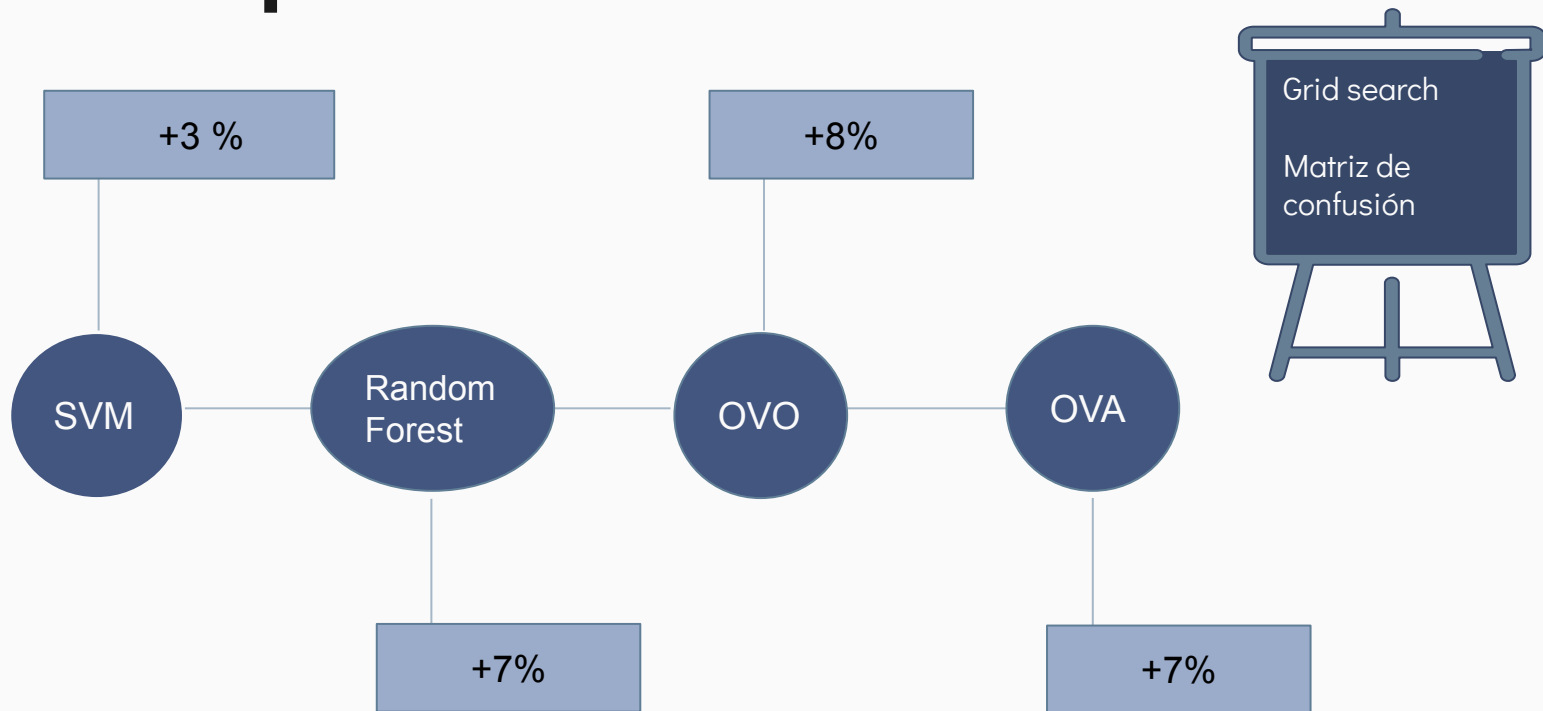 +3 %
+8%
Grid search
Matriz de
confusión
SVM
Random
Forest
OVO
OVA
+7%
+7%